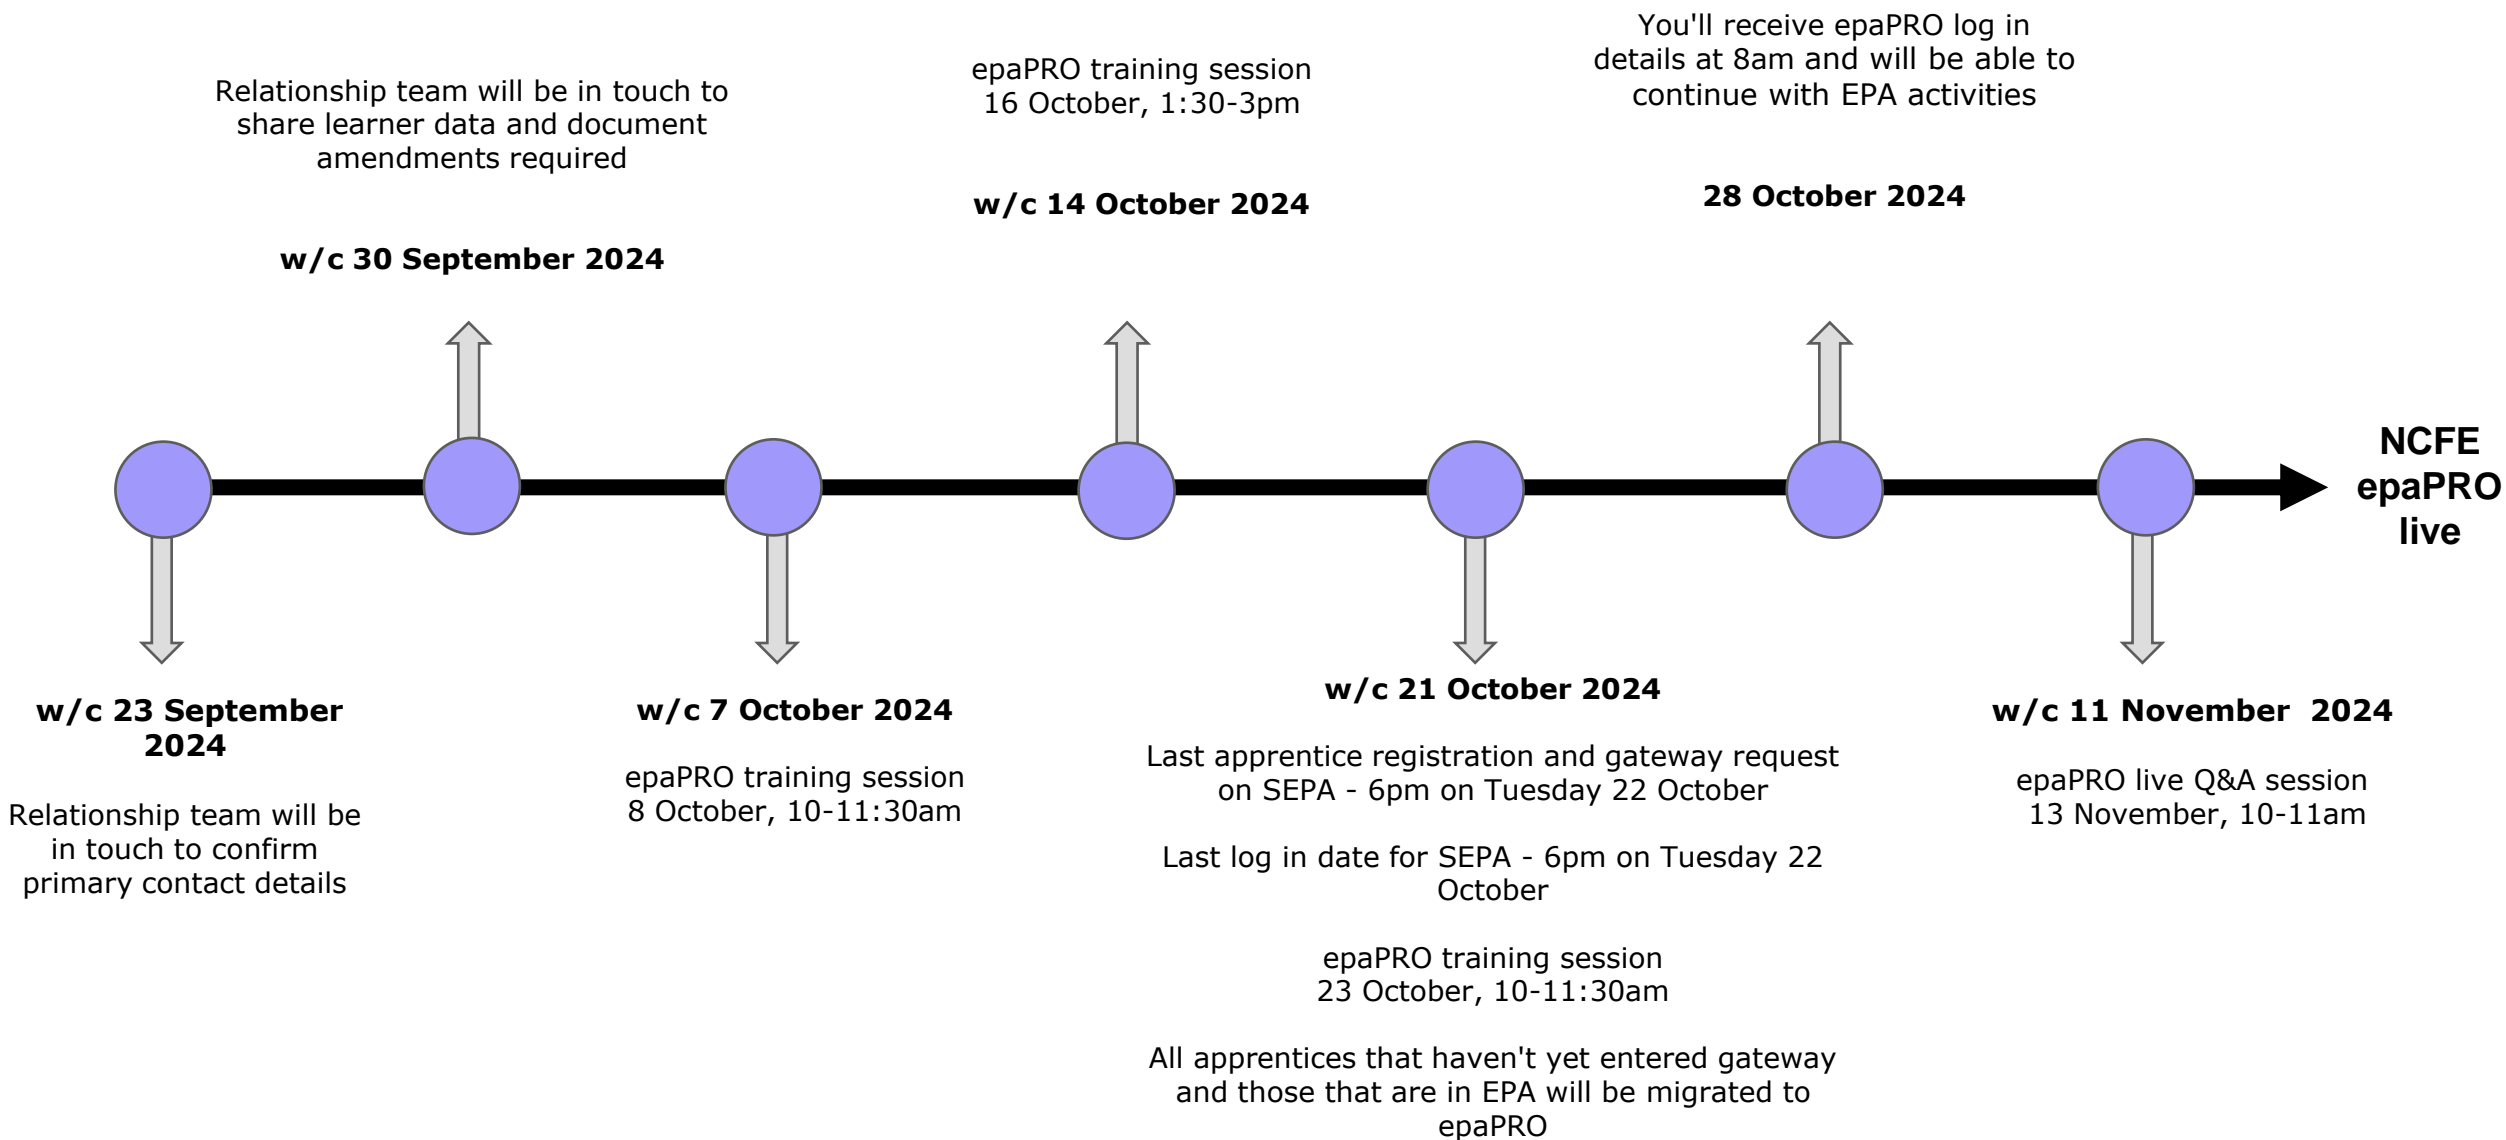 w/c 23 September
2024
Relationship team will be
in touch to confirm
primary contact details
Relationship team will be in touch to
share learner data and document
amendments required
w/c 30 September 2024
w/c 7 October 2024
epaPRO training session
8 October, 10-11:30am
epaPRO training session
16 October, 1:30-3pm
w/c 14 October 2024
w/c 21 October 2024
Last apprentice registration and gateway request
on SEPA - 6pm on Tuesday 22 October
Last log in date for SEPA - 6pm on Tuesday 22
October
epaPRO training session
23 October, 10-11:30am
All apprentices that haven't yet entered gateway
and those that are in EPA will be migrated to
epaPRO
You'll receive epaPRO log in
details at 8am and will be able to
continue with EPA activities
28 October 2024
w/c 11 November  2024
epaPRO live Q&A session
13 November, 10-11am
NCFE
epaPRO
live